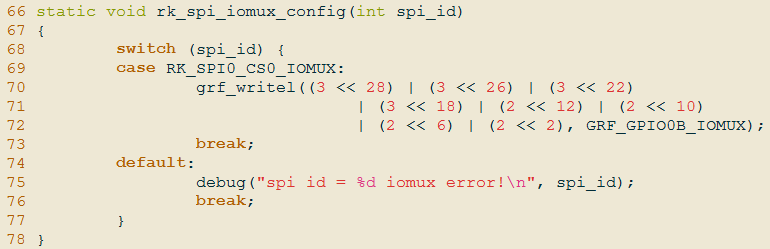 66 static void rk_spi_iomux_config(int spi_id)
67 {
68         switch (spi_id) {
69         case RK_SPI0_CS0_IOMUX:
70                 grf_writel((3 << 28) | (3 << 26) | (3 << 22)
71                                 | (3 << 18) | (2 << 12) | (2 << 10)
72                                 | (2 << 6) | (2 << 2), GRF_GPIO0B_IOMUX);
73                 break;
74         default:
75                 debug("spi id = %d iomux error!\n", spi_id);
76                 break;
77         }
78 }